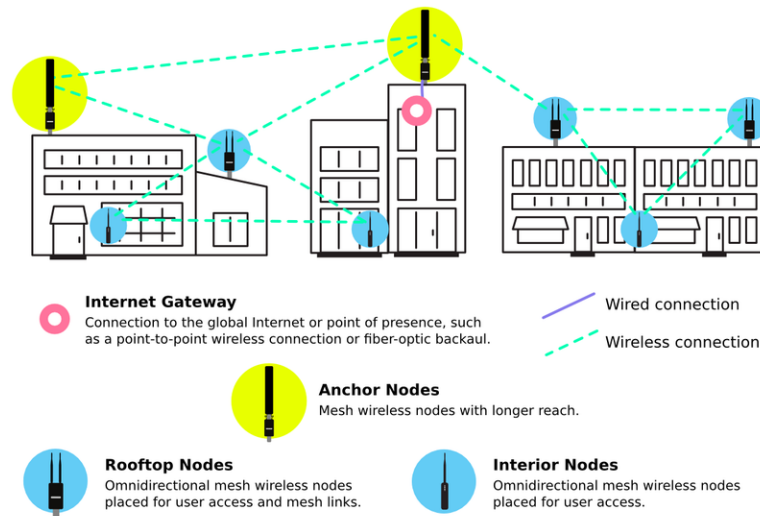 Internet Gateway
Connection to the global Internet or point of presence, such
as a point-to-point wireless connection or fiber-optic backaul.
Wired connection
Wireless connection
Anchor Nodes
Mesh wireless nodes with longer reach.
Rooftop Nodes
Omnidirectional mesh wireless nodes
placed for user access and mesh links.
Interior Nodes
Omnidirectional mesh wireless nodes
placed for user access.